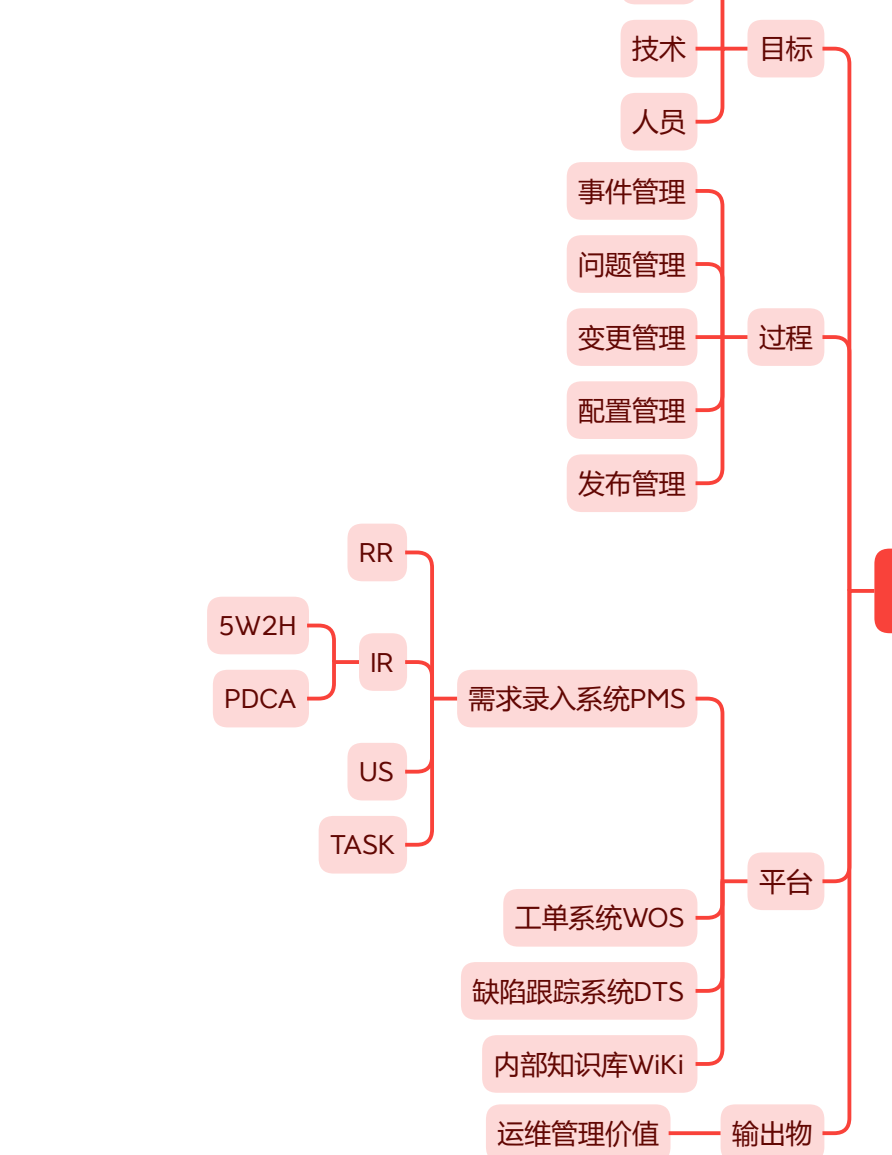 目标
技术
人员
过程
事件管理
问题管理
变更管理
配置管理
发布管理
平台
需求录入系统PMS
RR
IR
5W2H
PDCA
US
TASK
工单系统WOS
缺陷跟踪系统DTS
内部知识库WiKi
输出物
运维管理价值